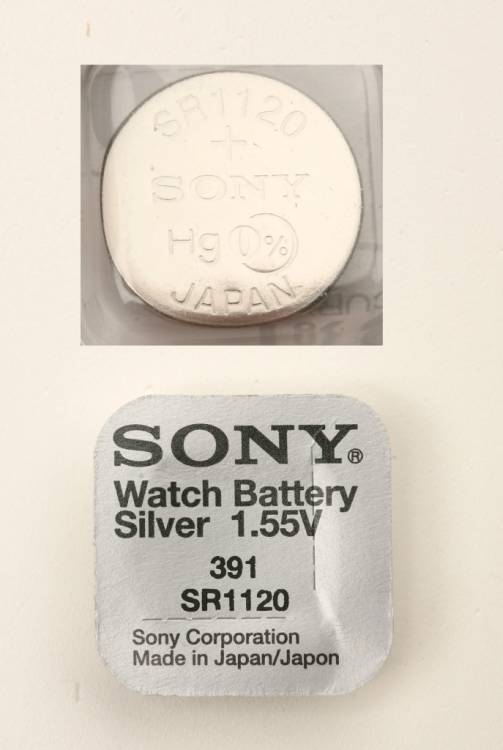 SR1120
+
SONY
Hg 0%
JAPAN
SONY®
Watch Battery
Silver 1.55V
391
SR1120
Sony Corporation
Made in Japan/Japon